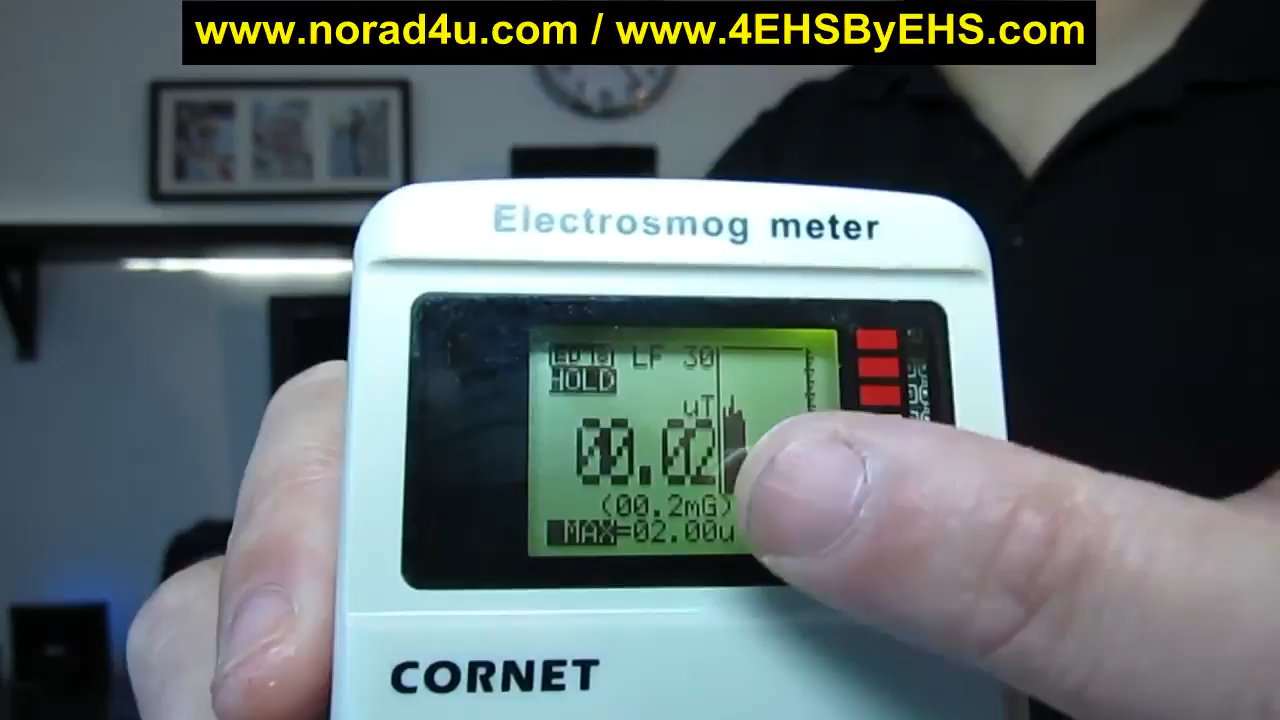 www.norad4u.com / www.4EHSByEHS.com
Electrosmog meter
ED78 LF 30
HOLD
uT
00.02
(00.2mG)
MAX=02.00u
CORNET